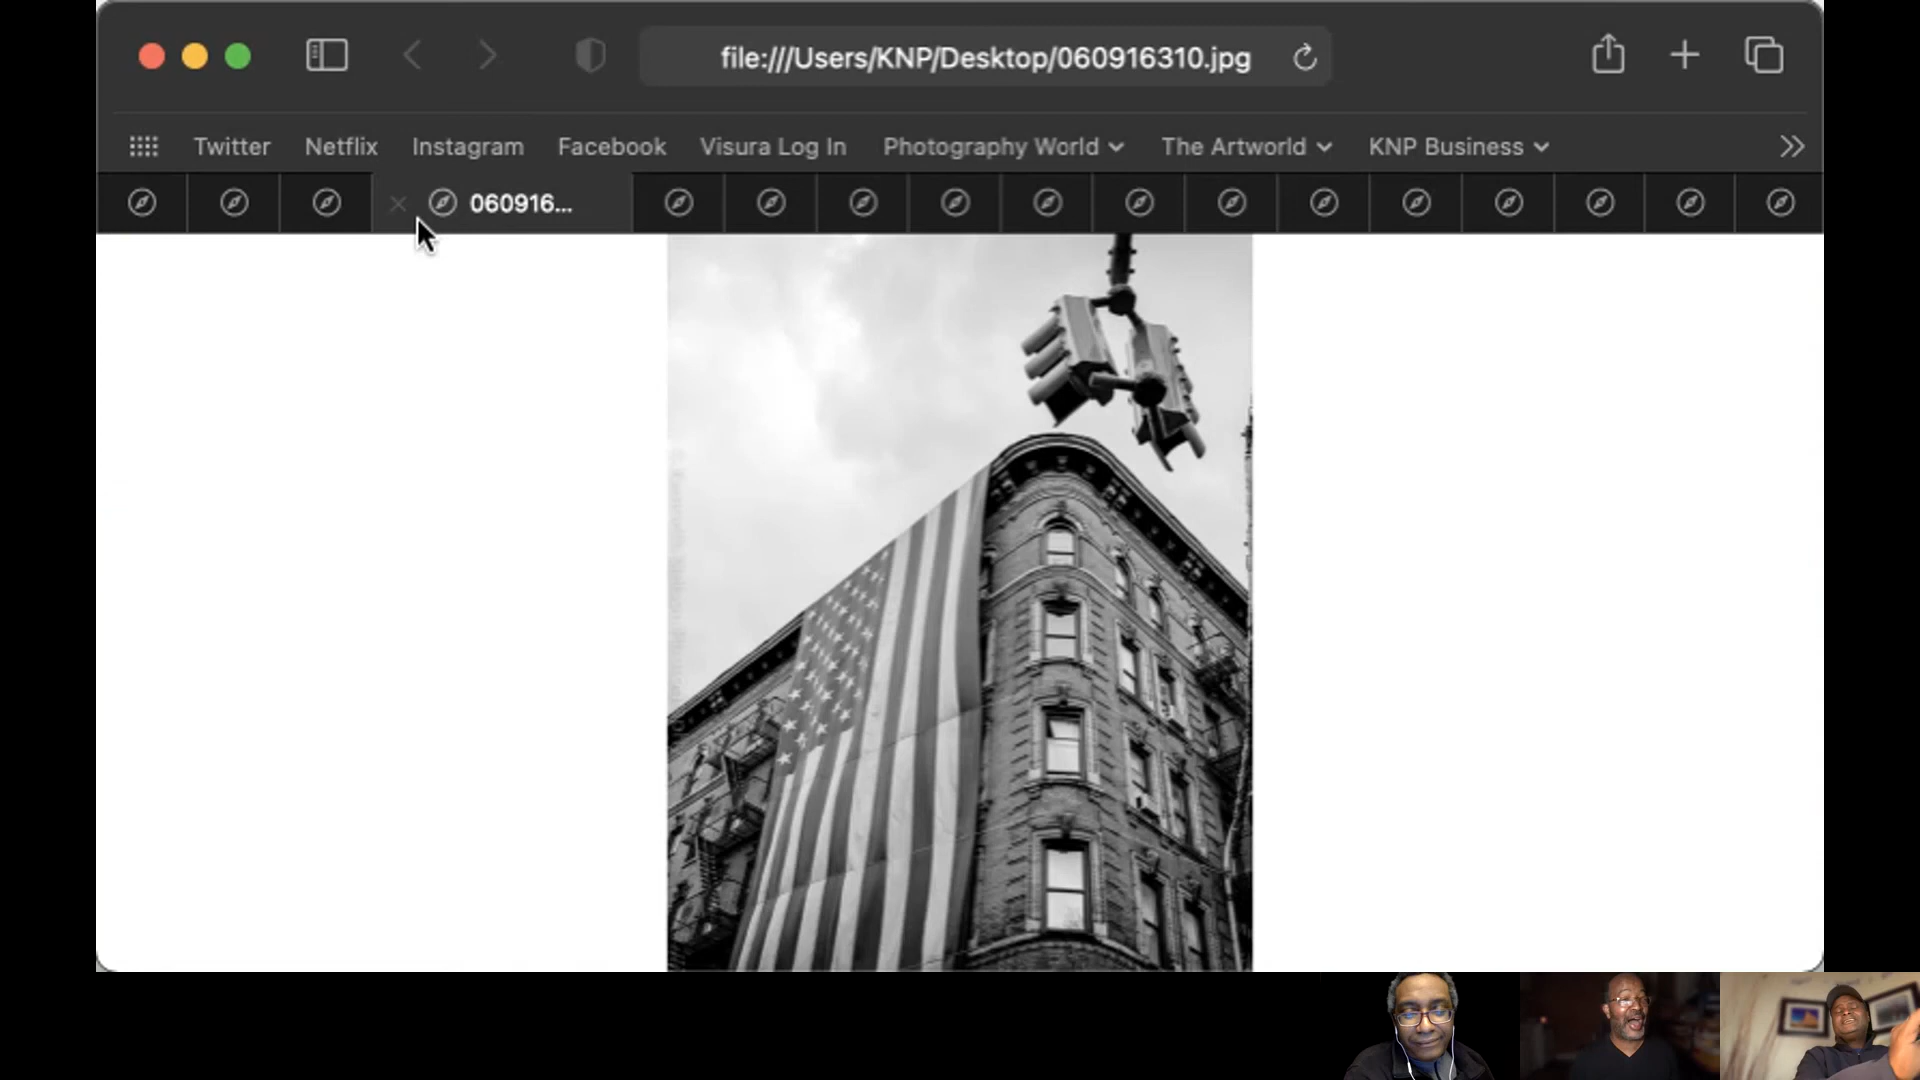 file:///Users/KNP/Desktop/060916310.jpg
Twitter Netflix Instagram Facebook Visura Log In Photography World The Artworld KNP Business
060916...